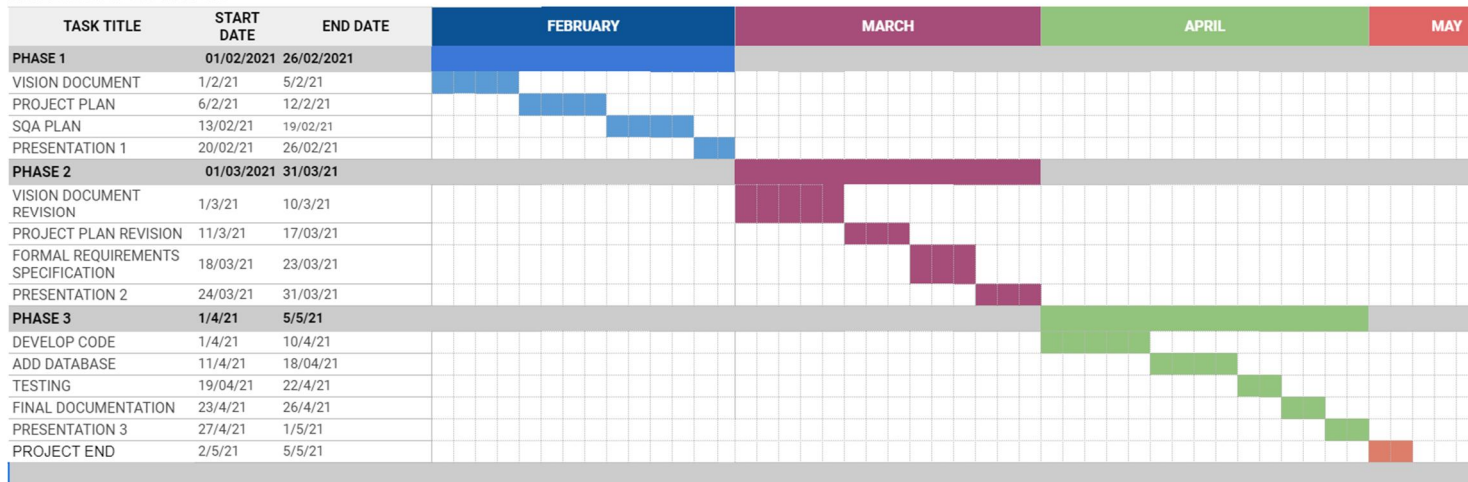 TASK TITLE START DATE END DATE FEBRUARY MARCH APRIL MAY
PHASE 1 01/02/2021 26/02/2021
VISION DOCUMENT 1/2/21 5/2/21
PROJECT PLAN 6/2/21 12/2/21
SQA PLAN 13/02/21 19/02/21
PRESENTATION 1 20/02/21 26/02/21
PHASE 2 01/03/2021 31/03/21
VISION DOCUMENT REVISION 1/3/21 10/3/21
PROJECT PLAN REVISION 11/3/21 17/03/21
FORMAL REQUIREMENTS SPECIFICATION 18/03/21 23/03/21
PRESENTATION 2 24/03/21 31/03/21
PHASE 3 1/4/21 5/5/21
DEVELOP CODE 1/4/21 10/4/21
ADD DATABASE 11/4/21 18/04/21
TESTING 19/04/21 22/4/21
FINAL DOCUMENTATION 23/4/21 26/4/21
PRESENTATION 3 27/4/21 1/5/21
PROJECT END 2/5/21 5/5/21